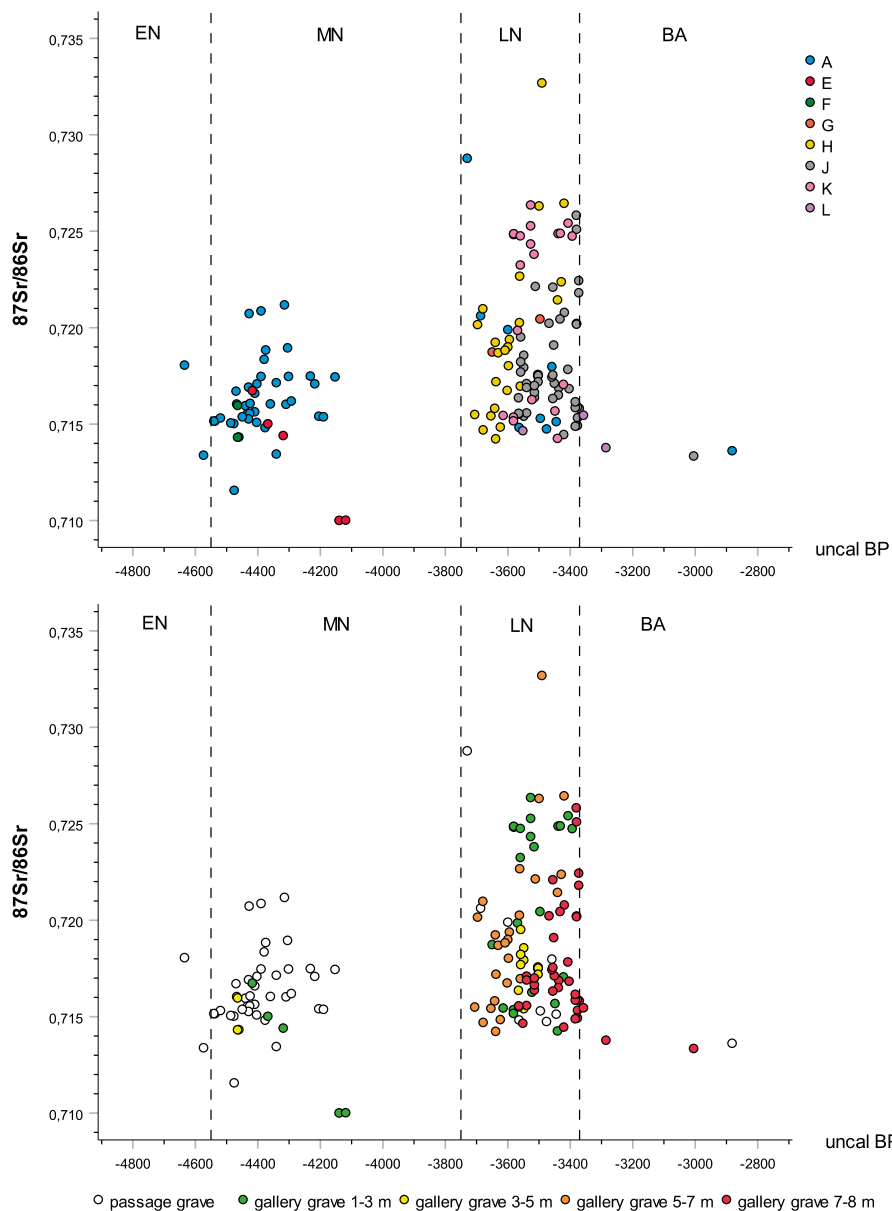 EN MN LN BA
0,735
0,730
0,725
0,720
0,715
0,710
87Sr/86Sr
A
E
F
G
H
J
K
L
uncal BP
-4800 -4600 -4400 -4200 -4000 -3800 -3600 -3400 -3200 -3000 -2800
EN MN LN BA
0,735
0,730
0,725
0,720
0,715
0,710
87Sr/86Sr
uncal BP
-4800 -4600 -4400 -4200 -4000 -3800 -3600 -3400 -3200 -3000 -2800
passage grave gallery grave 1-3 m gallery grave 3-5 m gallery grave 5-7 m gallery grave 7-8 m